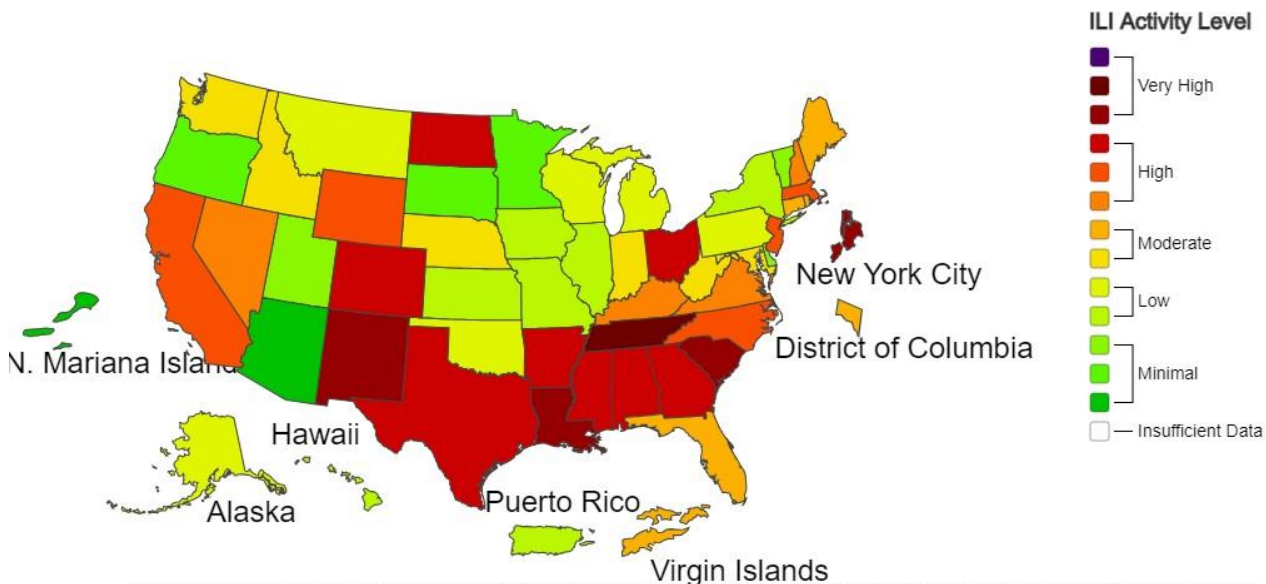 ILI Activity Level
Very High
High
Moderate
Low
Minimal
Insufficient Data
New York City
District of Columbia
N. Mariana Island
Hawaii
Alaska
Puerto Rico
Virgin Islands